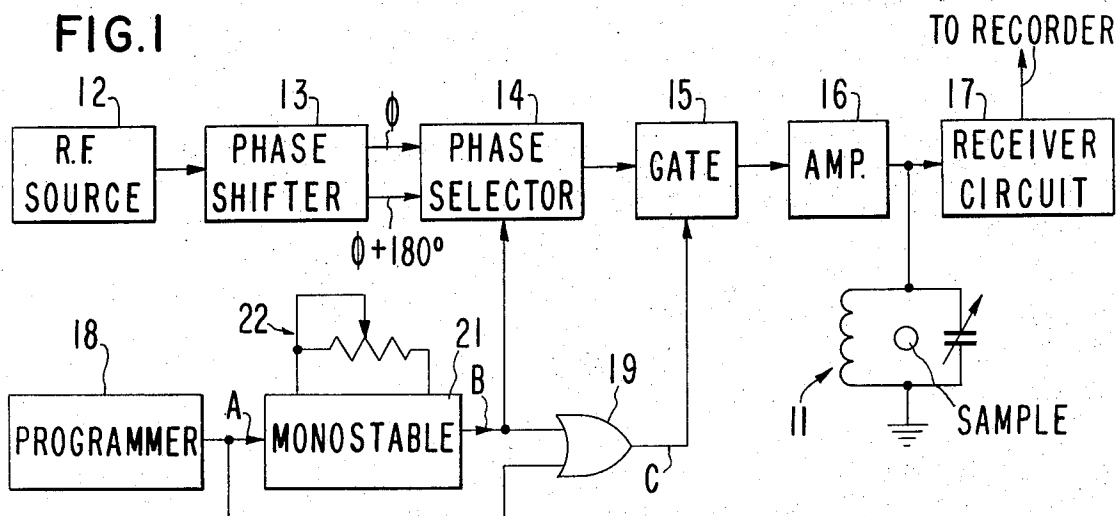 FIG.1
TO RECORDER
12
13
14
15
16
17
R.F. SOURCE
PHASE SHIFTER
ϕ
ϕ+180°
PHASE SELECTOR
GATE
AMP.
RECEIVER CIRCUIT
22
18
21
19
11
SAMPLE
PROGRAMMER
A
MONOSTABLE
B
C